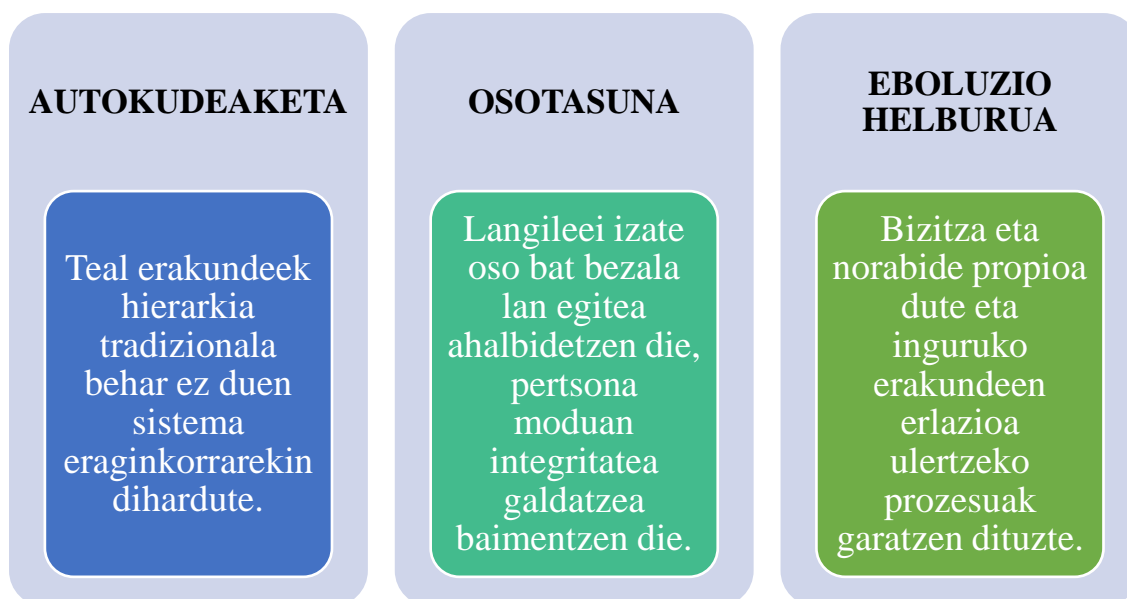 AUTOKUDEAKETA
Teal erakundeek
hierarkia
tradizionala
behar ez duen
sistema
eraginkorrarekin
dihardute.
OSOTASUNA
Langileei izate
oso bat bezala
lan egitea
ahalbidetzen die,
pertsona
moduan
integritatea
galdatzea
baimentzen die.
EBOLUZIO
HELBURUA
Bizitza eta
norabide propioa
dute eta
inguruko
erakundeen
erlazioa
ulertzeko
prozesuak
garatzen dituzte.